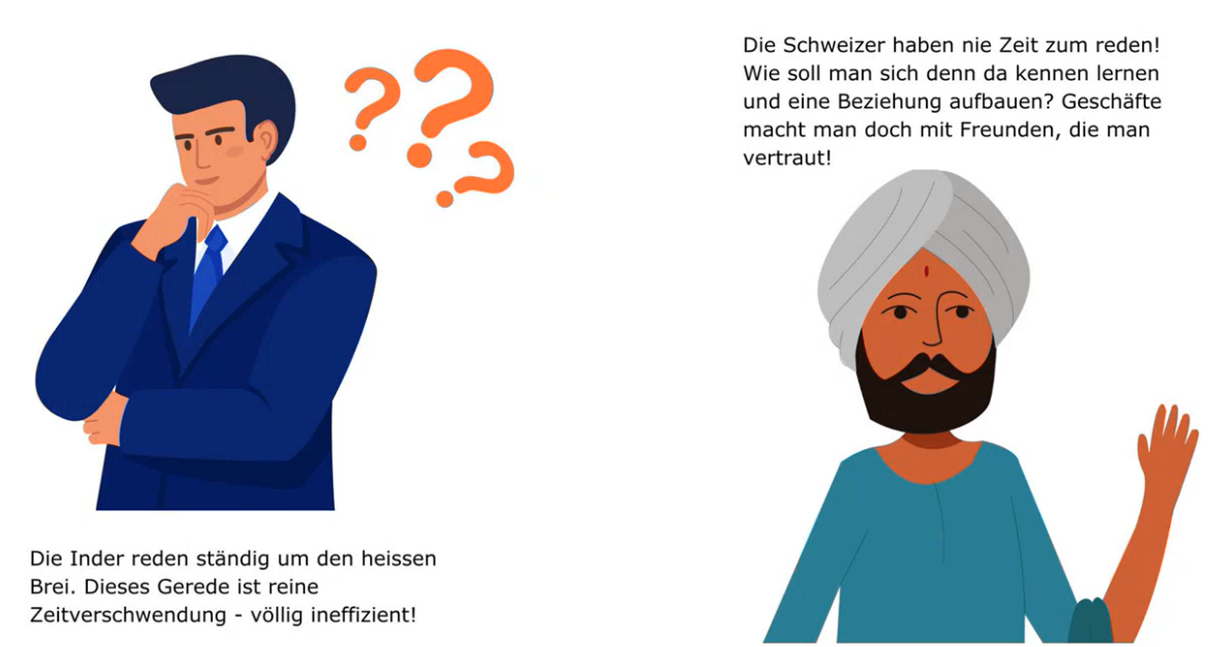 Die Schweizer haben nie Zeit zum reden!
Wie soll man sich denn da kennen lernen
und eine Beziehung aufbauen? Geschäfte
macht man doch mit Freunden, die man
vertraut!
Die Inder reden ständig um den heissen
Brei. Dieses Gerede ist reine
Zeitverschwendung - völlig ineffizient!